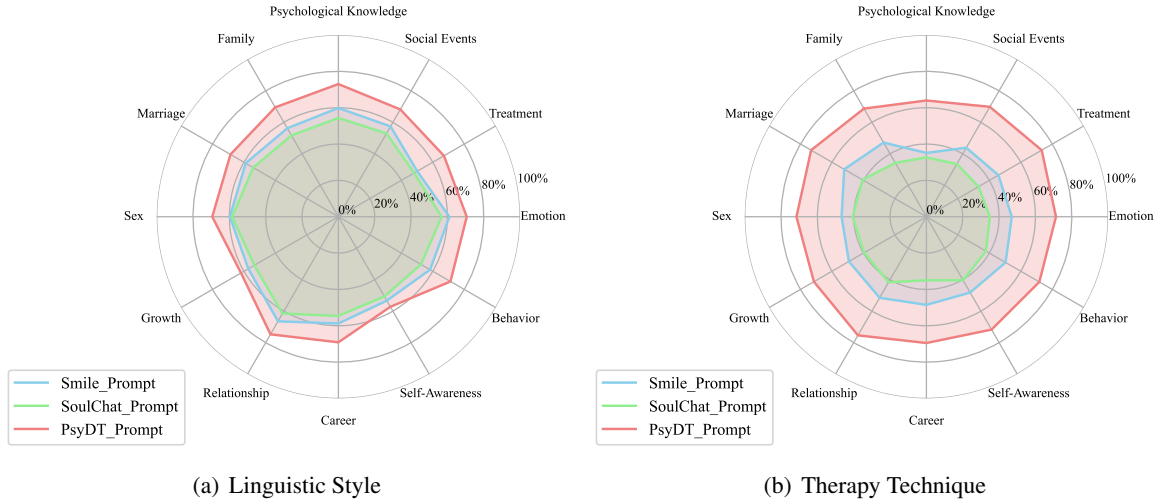 Psychological Knowledge
Family
Social Events
Marriage
Treatment
Sex
0%
20%
40%
60%
80%
100%
Emotion
Growth
Behavior
Relationship
Self-Awareness
Career
Smile_Prompt
SoulChat_Prompt
PsyDT_Prompt
(a) Linguistic Style
Psychological Knowledge
Family
Social Events
Marriage
Treatment
Sex
0%
20%
40%
60%
80%
100%
Emotion
Growth
Behavior
Relationship
Self-Awareness
Career
Smile_Prompt
SoulChat_Prompt
PsyDT_Prompt
(b) Therapy Technique